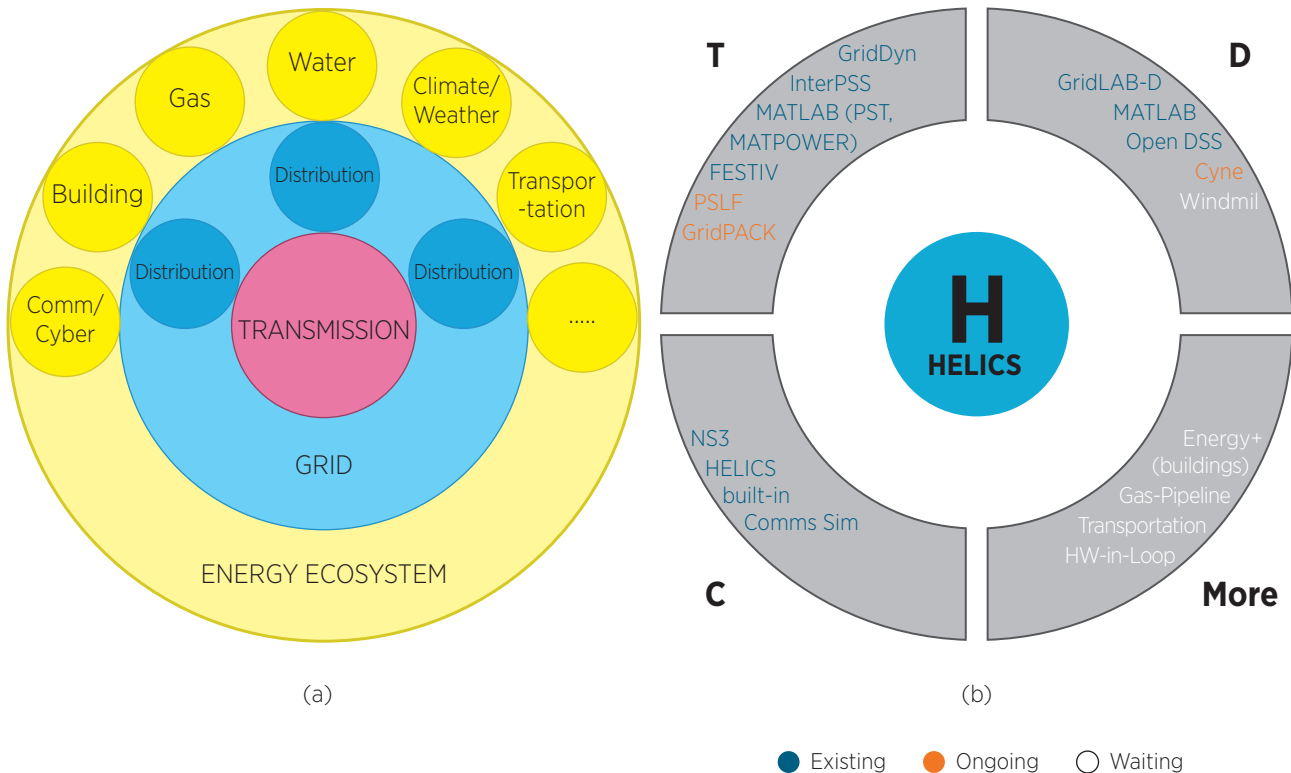 Water
Climate/
Weather
Gas
Building
Transpor
-tation
Comm/
Cyber
.....
Distribution
Distribution
Distribution
TRANSMISSION
GRID
ENERGY ECOSYSTEM
(a)
T
GridDyn
InterPSS
MATLAB (PST,
MATPOWER)
FESTIV
PSLF
GridPACK
D
GridLAB-D
MATLAB
Open DSS
Cyne
Windmil
H
HELICS
C
NS3
HELICS
built-in
Comms Sim
More
Energy+
(buildings)
Gas-Pipeline
Transportation
HW-in-Loop
(b)
Existing
Ongoing
Waiting